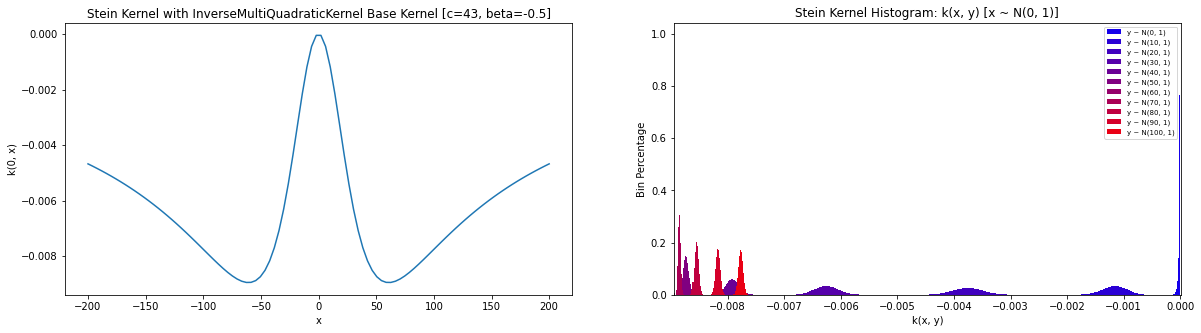 Stein Kernel with InverseMultiQuadraticKernel Base Kernel [c=43, beta=-0.5]
0.000
−0.002
−0.004
−0.006
−0.008
k(0, x)
−200
−150
−100
−50
0
50
100
150
200
x
Stein Kernel Histogram: k(x, y) [x ~ N(0, 1)]
1.0
0.8
0.6
0.4
0.2
0.0
Bin Percentage
y ~ N(0, 1)
y ~ N(10, 1)
y ~ N(20, 1)
y ~ N(30, 1)
y ~ N(40, 1)
y ~ N(50, 1)
y ~ N(60, 1)
y ~ N(70, 1)
y ~ N(80, 1)
y ~ N(90, 1)
y ~ N(100, 1)
−0.008
−0.007
−0.006
−0.005
−0.004
−0.003
−0.002
−0.001
0.000
k(x, y)